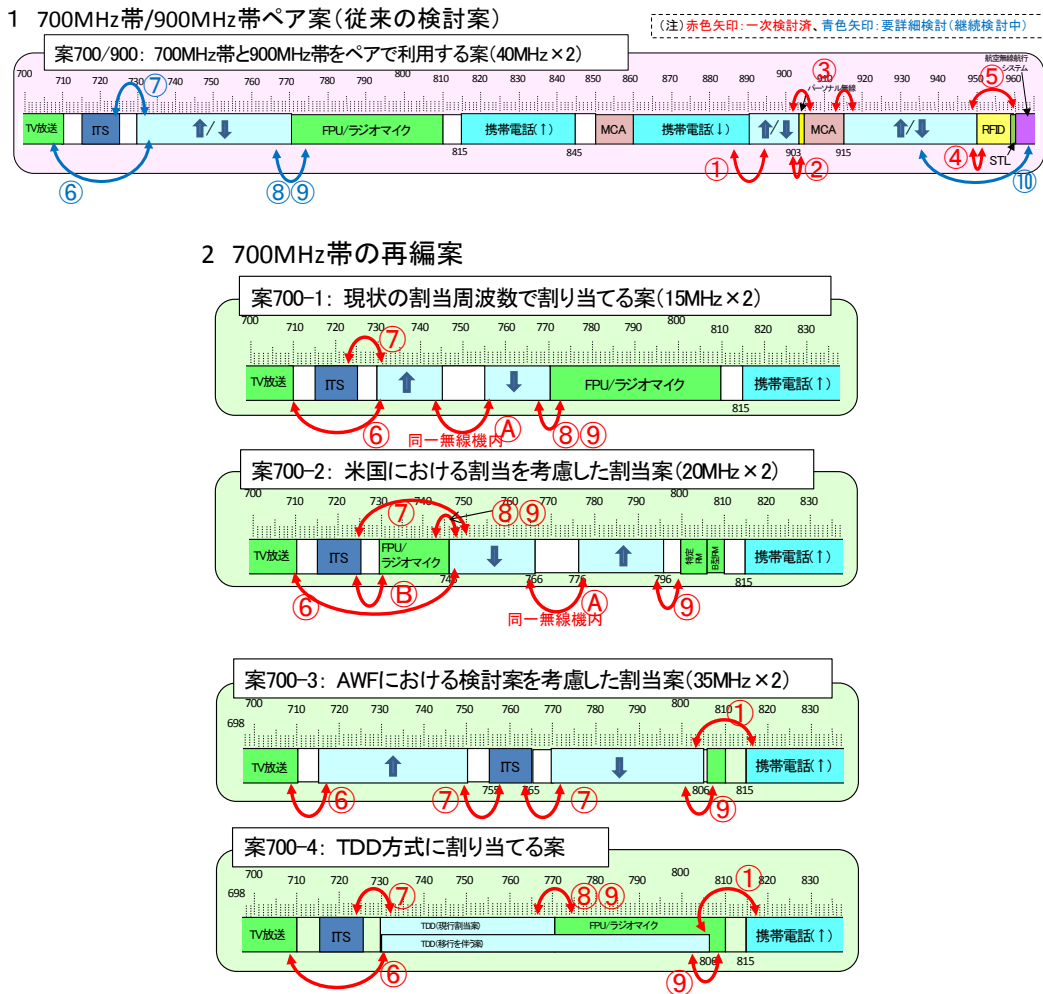 1 700MHz帯/900MHz帯ペア案(従来の検討案)
(注)赤色矢印:一次検討済、青色矢印:要詳細検討(継続検討中)
案700/900: 700MHz帯と900MHz帯をペアで利用する案(40MHz×2)
700 710 720 730 740 750 760 770 780 790 800 810 820 830 840 850 860 870 880 890 900 910 920 930 940 950 960
航空無線航行システム
⑦ ③ パーソナル無線 ⑤
TV放送 ITS ⬆/⬇ FPU/ラジオマイク 携帯電話(↑) MCA 携帯電話(↓) ⬆/⬇ MCA ⬆/⬇ RFID
815 845 903 915 STL
⑥ ⑧⑨ ① ② ④ ⑩
2 700MHz帯の再編案
案700-1: 現状の割当周波数で割り当てる案(15MHz×2)
700 710 720 730 740 750 760 770 780 790 800 810 820 830
⑦
TV放送 ITS ⬆ ⬇ FPU/ラジオマイク 携帯電話(↑)
815
⑥ 同一無線機内 Ⓐ ⑧⑨
案700-2: 米国における割当を考慮した割当案(20MHz×2)
700 710 720 730 740 750 760 770 780 790 800 810 820 830
⑦ ⑧⑨
TV放送 ITS FPU/ラジオマイク ⬇ ⬆ 特定RM B型RM 携帯電話(↑)
746 766 776 796 815
⑥ Ⓑ Ⓐ ⑨
同一無線機内
案700-3: AWFにおける検討案を考慮した割当案(35MHz×2)
698 700 710 720 730 740 750 760 770 780 790 800 810 820 830
①
TV放送 ⬆ ITS ⬇ 携帯電話(↑)
755 765 806 815
⑥ ⑦ ⑦ ⑨
案700-4: TDD方式に割り当てる案
698 700 710 720 730 740 750 760 770 780 790 800 810 820 830
⑦ ⑧⑨ ①
TV放送 ITS TDD(現行割当案) FPU/ラジオマイク 携帯電話(↑)
TDD(移行を伴う案)
806 815
⑥ ⑨